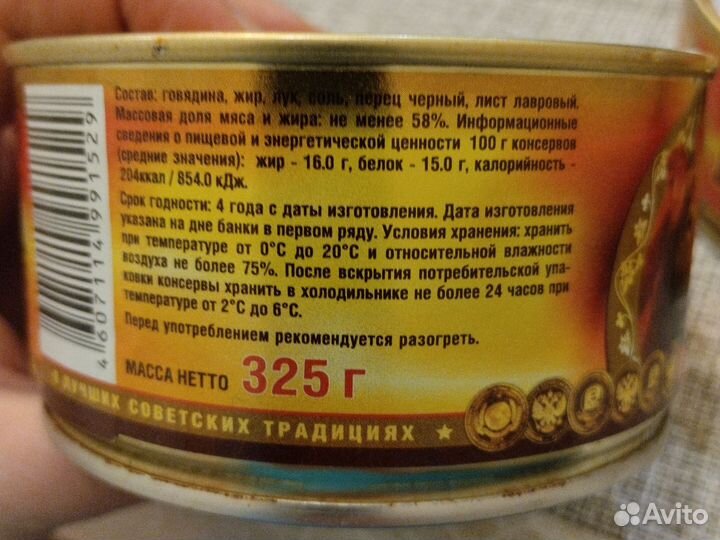 Состав: говядина, жир, лук, соль, перец черный, лист лавровый.
Массовая доля мяса и жира: не менее 58%. Информационные
сведения о пищевой и энергетической ценности 100 г консервов
(средние значения): жир - 16.0 г, белок - 15.0 г, калорийность -
204ккал / 854.0 кДж.
Срок годности: 4 года с даты изготовления. Дата изготовления
указана на дне банки в первом ряду. Условия хранения: хранить
при температуре от 0°С до 20°С и относительной влажности
воздуха не более 75%. После вскрытия потребительской упа-
ковки консервы хранить в холодильнике не более 24 часов при
температуре от 2°С до 6°С.
Перед употреблением рекомендуется разогреть.
МАССА НЕТТО 325 г
В ЛУЧШИХ СОВЕТСКИХ ТРАДИЦИЯХ ★
4 607114 991529
Avito